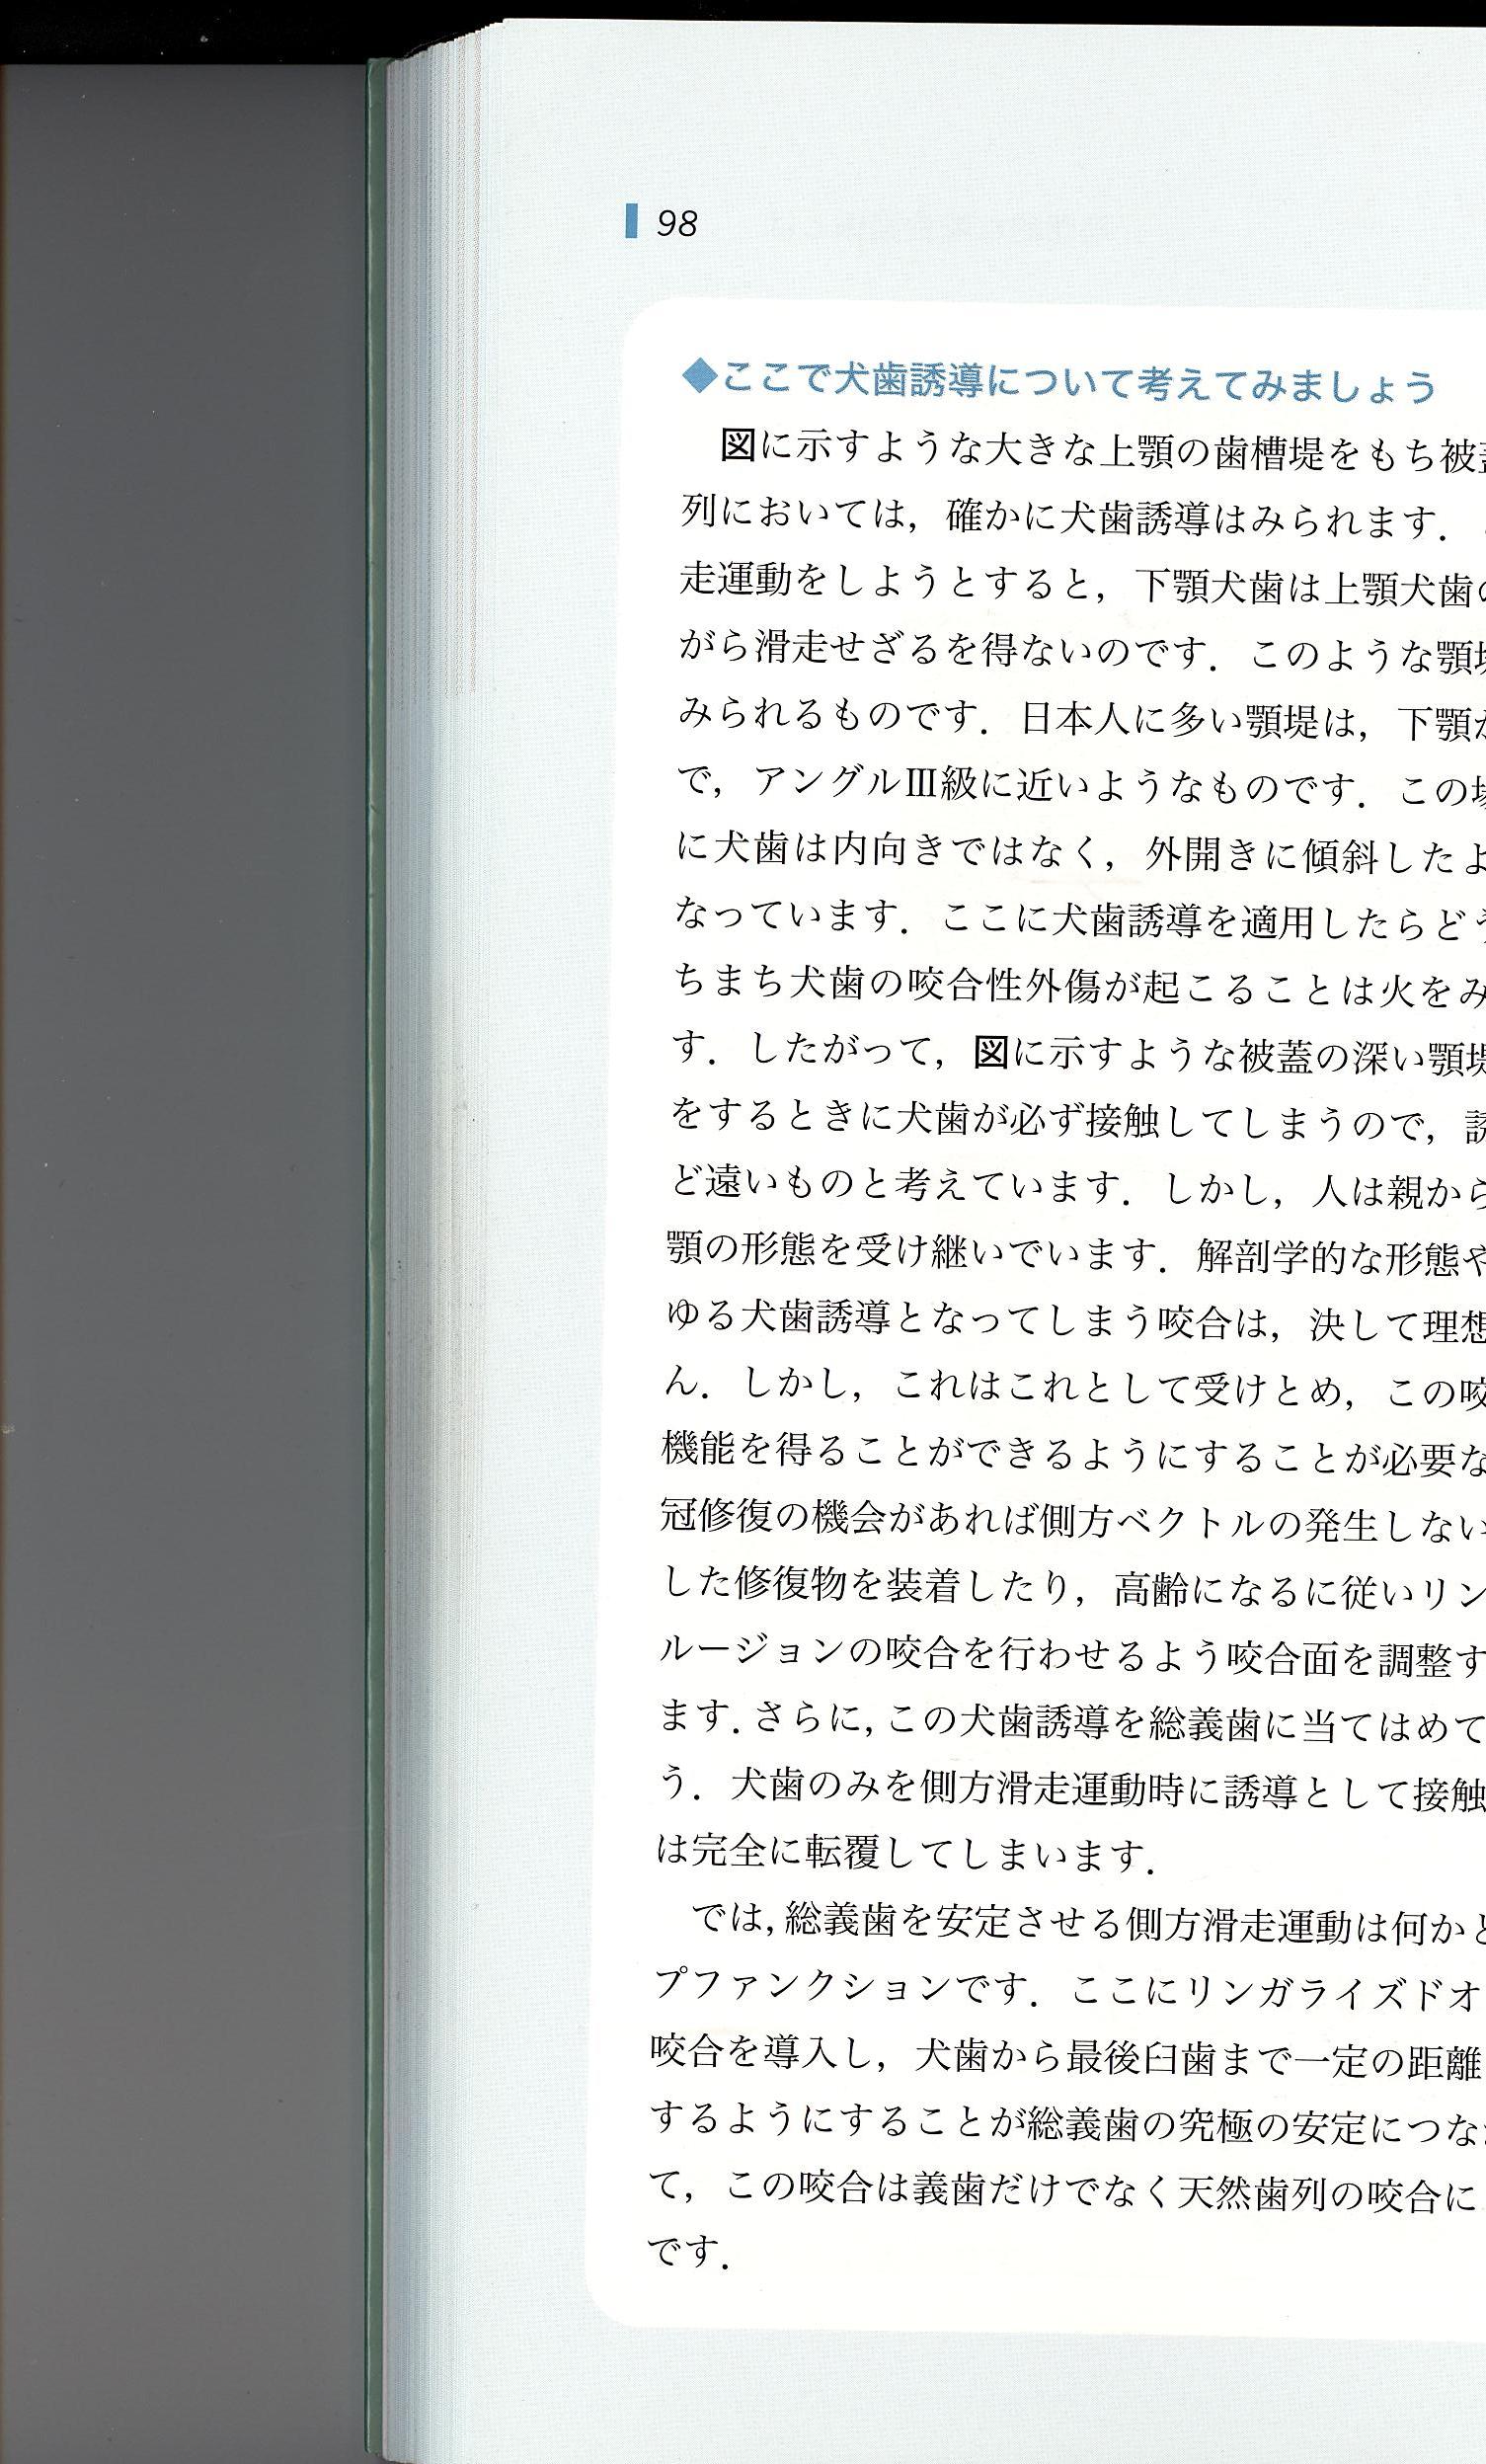 98
◆ここで犬歯誘導について考えてみましょう
図に示すような大きな上顎の歯槽堤をもち被
列においては，確かに犬歯誘導はみられます．
走運動をしようとすると，下顎犬歯は上顎犬歯
がら滑走せざるを得ないのです．このような顎
みられるものです．日本人に多い顎堤は，下顎
で，アングルⅢ級に近いようなものです．この
に犬歯は内向きではなく，外開きに傾斜したよ
なっています．ここに犬歯誘導を適用したらどう
ちまち犬歯の咬合性外傷が起こることは火をみ
す．したがって，図に示すような被蓋の深い顎堤
をするときに犬歯が必ず接触してしまうので，誘
ど遠いものと考えています．しかし，人は親から
顎の形態を受け継いでいます．解剖学的な形態や
ゆる犬歯誘導となってしまう咬合は，決して理想
ん．しかし，これはこれとして受けとめ，この咬
機能を得ることができるようにすることが必要な
冠修復の機会があれば側方ベクトルの発生しない
した修復物を装着したり，高齢になるに従いリン
ルージョンの咬合を行わせるよう咬合面を調整す
ます．さらに，この犬歯誘導を総義歯に当てはめて
う．犬歯のみを側方滑走運動時に誘導として接触
は完全に転覆してしまいます．
では，総義歯を安定させる側方滑走運動は何かと
プファンクションです．ここにリンガライズドオ
咬合を導入し，犬歯から最後臼歯まで一定の距離
するようにすることが総義歯の究極の安定につな
て，この咬合は義歯だけでなく天然歯列の咬合に
です．